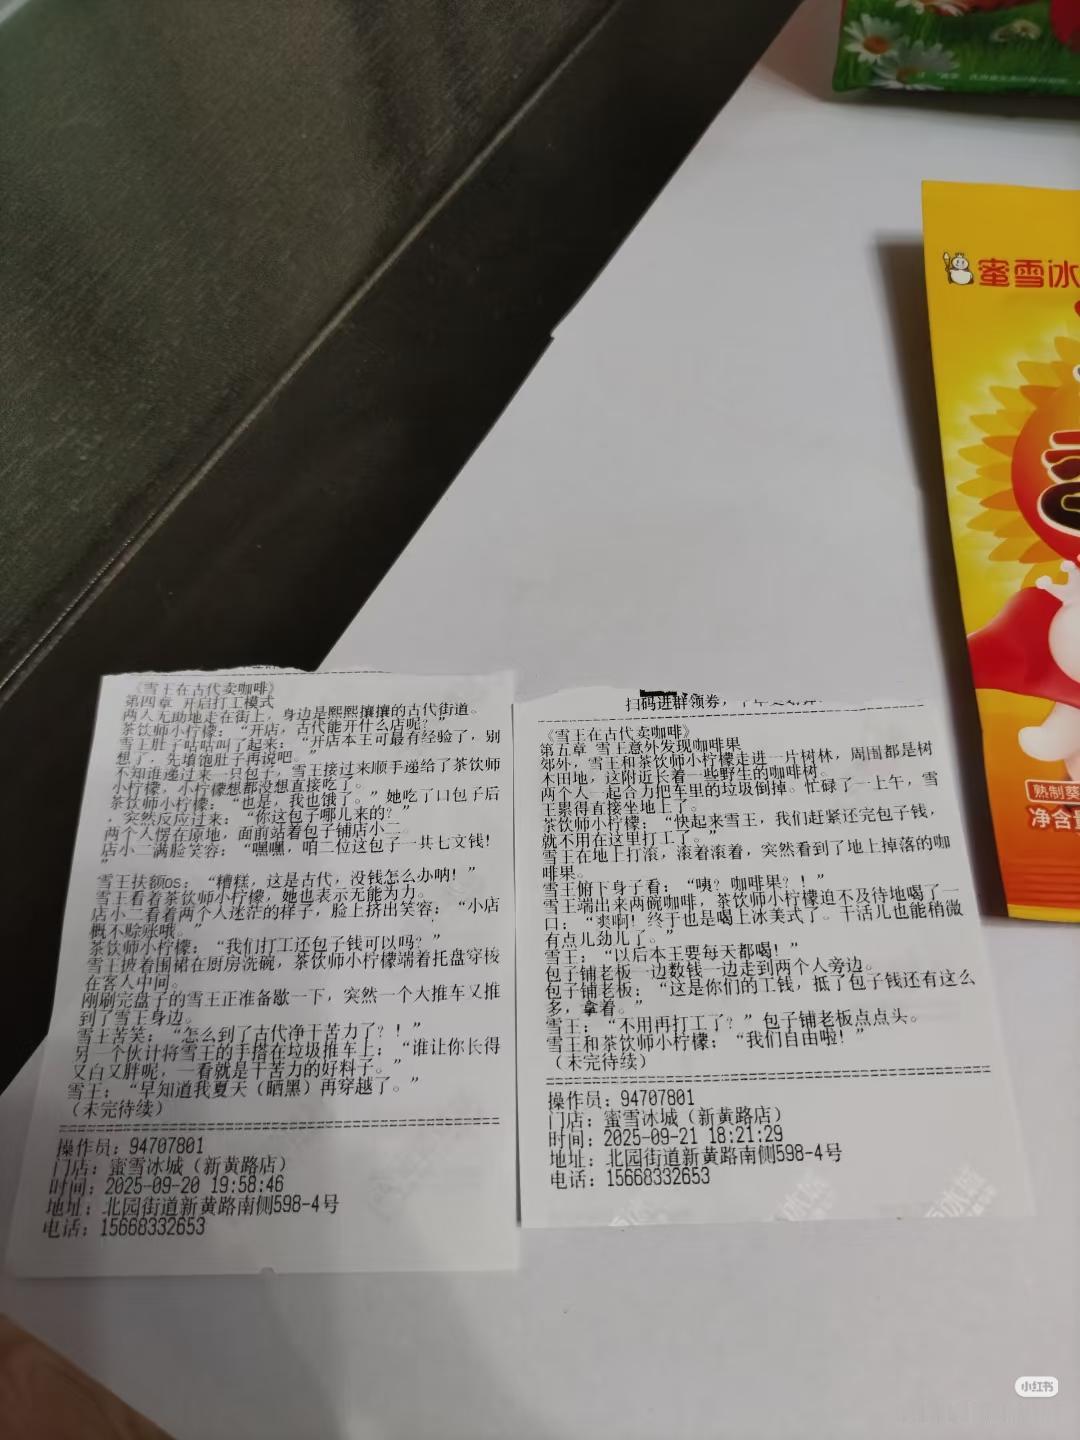 《雪王在古代卖咖啡》
第四章 开启打工模式
两人无助地走在街上，身边是熙熙攘攘的古代街道。
茶饮师小柠檬：“开店，古代能开什么店呢？”
雪王肚子咕咕叫了起来：“开店本王可最有经验了，别
想了，先填饱肚子再说吧。”
不知谁递过来一只包子，雪王接过来顺手递给了茶饮师
小柠檬，小柠檬想都没想直接吃了。
茶饮师小柠檬：“也是，我也饿了。”她吃了口包子后
，突然反应过来：“你这包子哪儿来的？”
两个人愣在原地，面前站着包子铺店小二。
店小二满脸笑容：“嘿嘿，咱二位这包子一共七文钱！
”
雪王扶额os：“糟糕，这是古代，没钱怎么办呐！”
雪王看着茶饮师小柠檬，她也表示无能为力。
店小二看着两个人迷茫的样子，脸上挤出笑容：“小店
概不赊账哦。”
茶饮师小柠檬：“我们打工还包子钱可以吗？”
雪王披着围裙在厨房洗碗，茶饮师小柠檬端着托盘穿梭
在客人中间。
刚刷完盘子的雪王正准备歇一下，突然一个大推车又推
到了雪王身边。
雪王苦笑：“怎么到了古代净干苦力了？！”
另一个伙计将雪王的手搭在垃圾推车上：“谁让你长得
又白又胖呢，一看就是干苦力的好料子。”
雪王：“早知道我夏天（晒黑）再穿越了。”
（未完待续）
操作员：94707801
门店：蜜雪冰城（新黄路店）
时间：2025-09-20 19:58:46
地址：北园街道新黄路南侧598-4号
电话：15668332653
扫码进群领券，
《雪王在古代卖咖啡》
第五章 雪王意外发现咖啡果
郊外，雪王和茶饮师小柠檬走进一片树林，周围都是树
木田地，这附近长着一些野生的咖啡树。
两个人一起合力把车里的垃圾倒掉。忙碌了一上午，雪
王累得直接坐地上了。
茶饮师小柠檬：“快起来雪王，我们赶紧还完包子钱，
就不用在这里打工了。”
雪王在地上打滚，滚着滚着，突然看到了地上掉落的咖
啡果。
雪王俯下身子看：“咦？咖啡果？！”
雪王端出来两碗咖啡，茶饮师小柠檬迫不及待地喝了一
口：“爽啊！终于也是喝上冰美式了。干活儿也能稍微
有点儿劲儿了。”
雪王：“以后本王要每天都喝！”
包子铺老板一边数钱一边走到两个人旁边。
包子铺老板：“这是你们的工钱，抵了包子钱还有这么
多，拿着。”
雪王：“不用再打工了？”包子铺老板点点头。
雪王和茶饮师小柠檬：“我们自由啦！”
（未完待续）
操作员：94707801
门店：蜜雪冰城（新黄路店）
时间：2025-09-21 18:21:29
地址：北园街道新黄路南侧598-4号
电话：15668332653
蜜雪冰
熟制葵
净含量
小红书